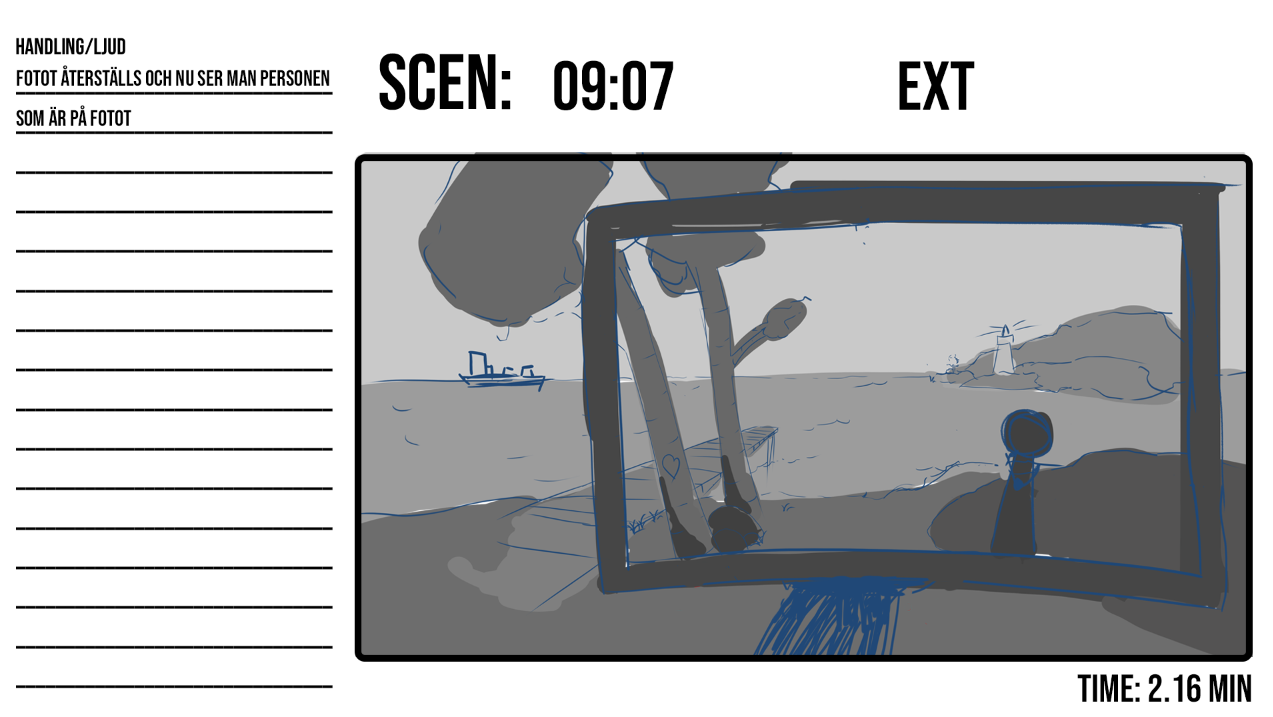 HANDLING/LJUD
FOTOT ÅTERSTÄLLS OCH NU SER MAN PERSONEN
SOM ÄR PÅ FOTOT
SCEN: 09:07 EXT
TIME: 2.16 MIN